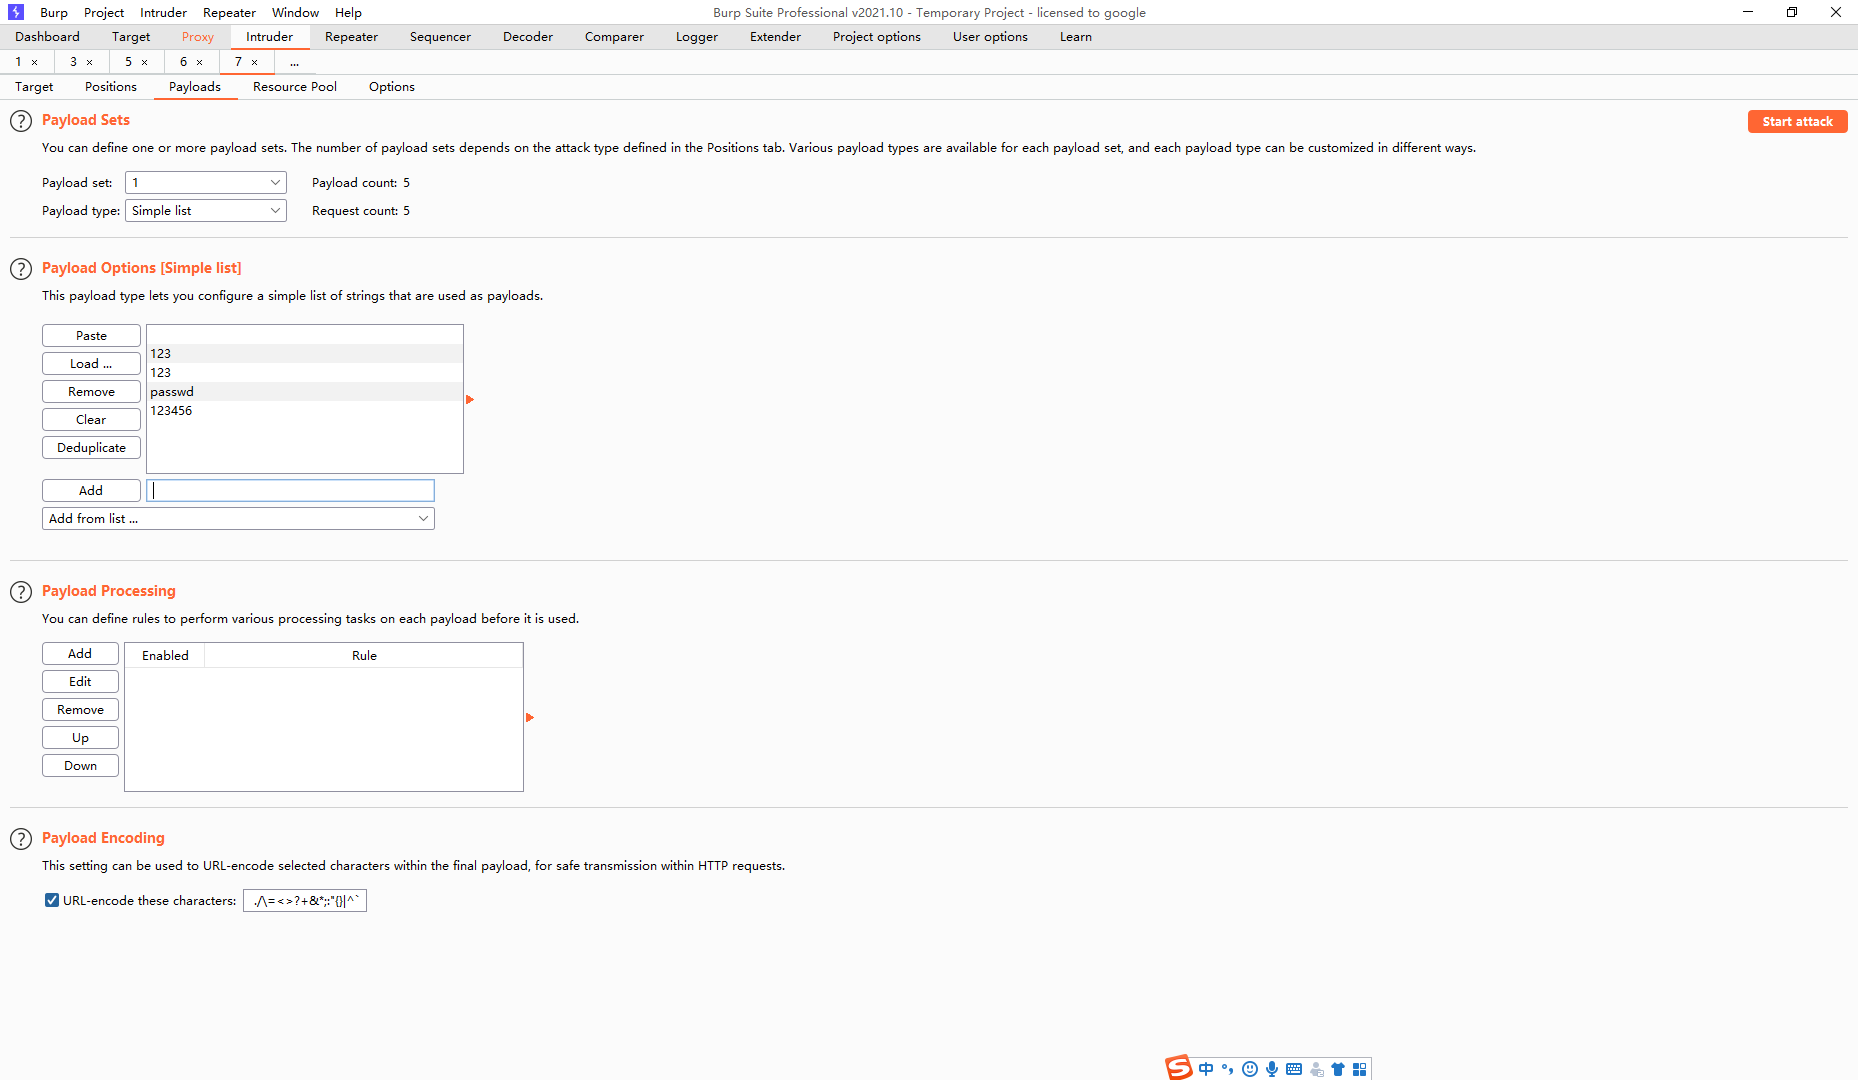 Burp Project Intruder Repeater Window Help
Burp Suite Professional v2021.10 - Temporary Project - licensed to google
Dashboard Target Proxy Intruder Repeater Sequencer Decoder Comparer Logger Extender Project options User options Learn
1 × 3 × 5 × 6 × 7 × ...
Target Positions Payloads Resource Pool Options
? Payload Sets
Start attack
You can define one or more payload sets. The number of payload sets depends on the attack type defined in the Positions tab. Various payload types are available for each payload set, and each payload type can be customized in different ways.
Payload set: 1 Payload count: 5
Payload type: Simple list Request count: 5
? Payload Options [Simple list]
This payload type lets you configure a simple list of strings that are used as payloads.
Paste
Load ...
Remove
Clear
Deduplicate
123
123
passwd
123456
Add
Add from list ...
? Payload Processing
You can define rules to perform various processing tasks on each payload before it is used.
Add
Edit
Remove
Up
Down
Enabled Rule
? Payload Encoding
This setting can be used to URL-encode selected characters within the final payload, for safe transmission within HTTP requests.
URL-encode these characters: ./\=<>?+&*;:"{}|^`
S 中 °,